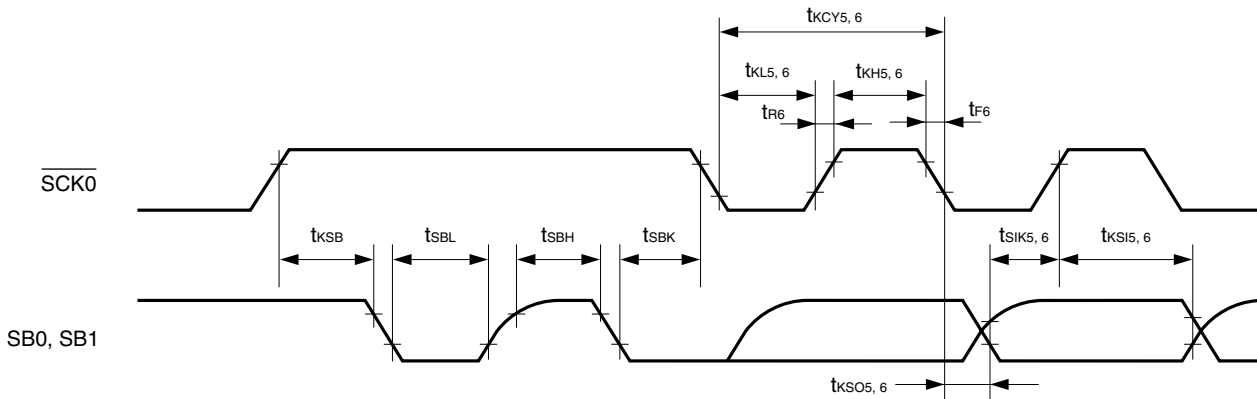 tKCY5, 6
tKL5, 6
tKH5, 6
tR6
tF6
SCK0
tKSB
tSBL
tSBH
tSBK
tSIK5, 6
tKSI5, 6
SB0, SB1
tKSO5, 6